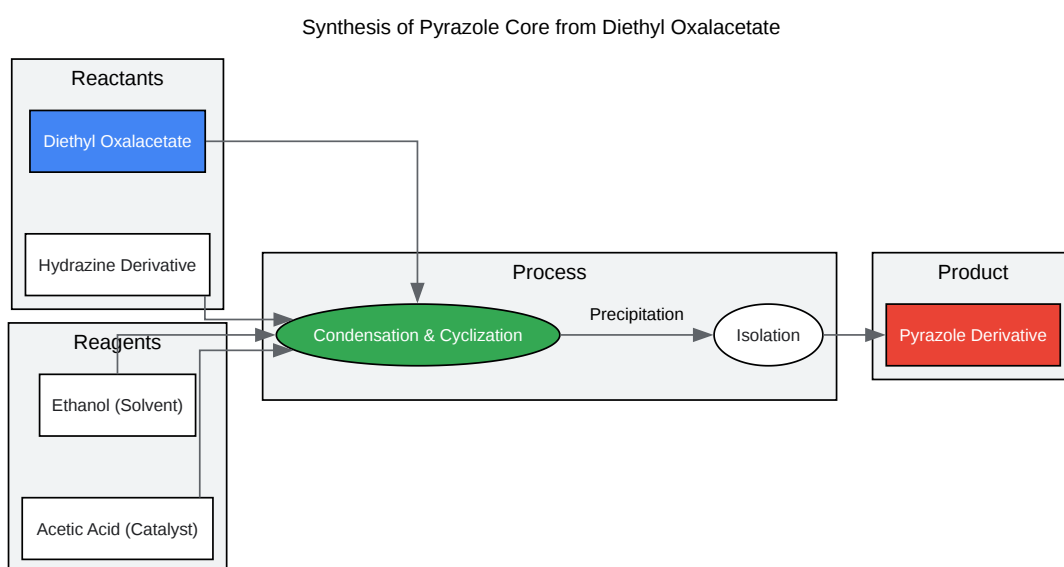 Synthesis of Pyrazole Core from Diethyl Oxalacetate
Reactants
Diethyl Oxalacetate
Hydrazine Derivative
Reagents
Ethanol (Solvent)
Acetic Acid (Catalyst)
Process
Condensation & Cyclization
Precipitation
Isolation
Product
Pyrazole Derivative